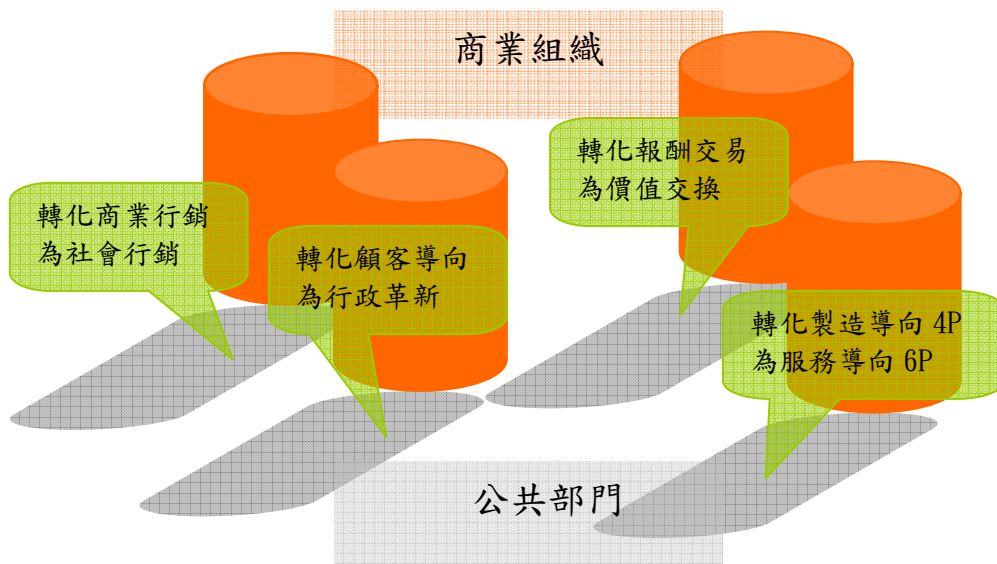 商業組織
轉化報酬交易
為價值交換
轉化商業行銷
為社會行銷
轉化顧客導向
為行政革新
轉化製造導向 4P
為服務導向 6P
公共部門